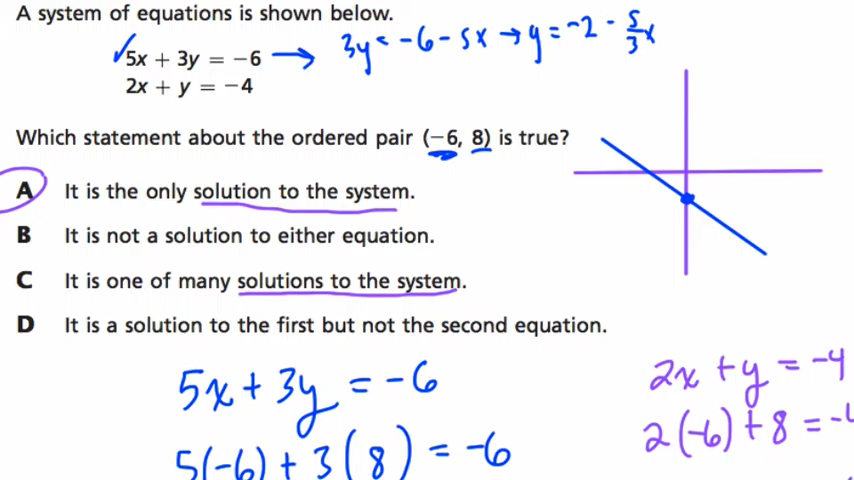 A system of equations is shown below.
5x + 3y = −6 → 3y = -6 - 5x → y = -2 - 5/3 x
2x + y = −4
Which statement about the ordered pair (−6, 8) is true?
A It is the only solution to the system.
B It is not a solution to either equation.
C It is one of many solutions to the system.
D It is a solution to the first but not the second equation.
5x + 3y = -6
2x + y = -4
5(-6) + 3(8) = -6
2(-6) + 8 =